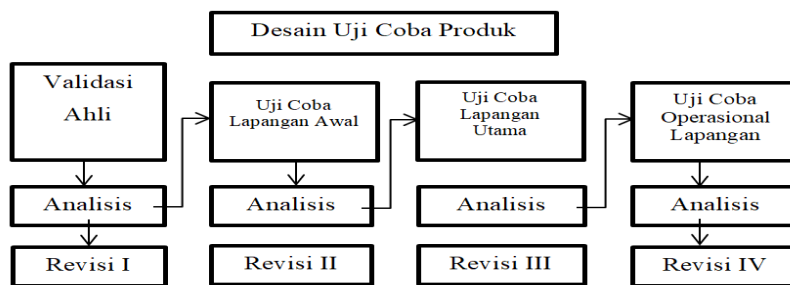 Desain Uji Coba Produk
Validasi
Ahli
Uji Coba
Lapangan Awal
Uji Coba
Lapangan
Utama
Uji Coba
Operasional
Lapangan
Analisis
Analisis
Analisis
Analisis
Revisi I
Revisi II
Revisi III
Revisi IV